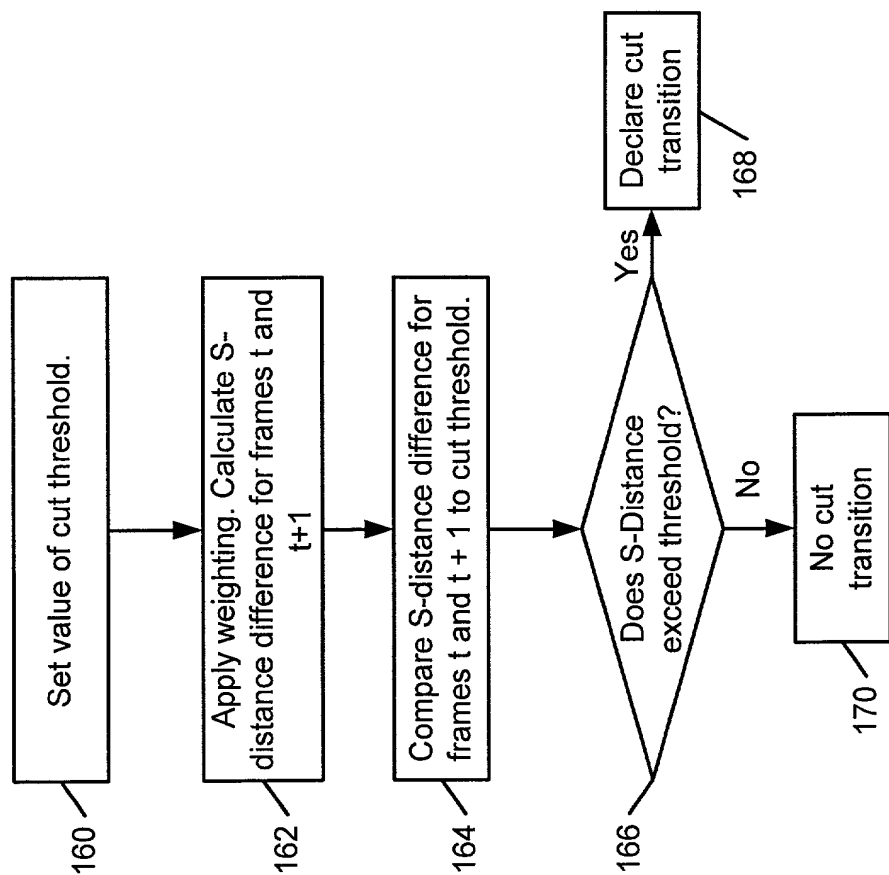 160
Set value of cut threshold.
162
Apply weighting. Calculate S-
distance difference for frames t and
t+1
164
Compare S-distance difference for
frames t and t + 1 to cut threshold.
166
Does S-Distance
exceed threshold?
Yes
Declare cut
transition
168
No
No cut
transition
170